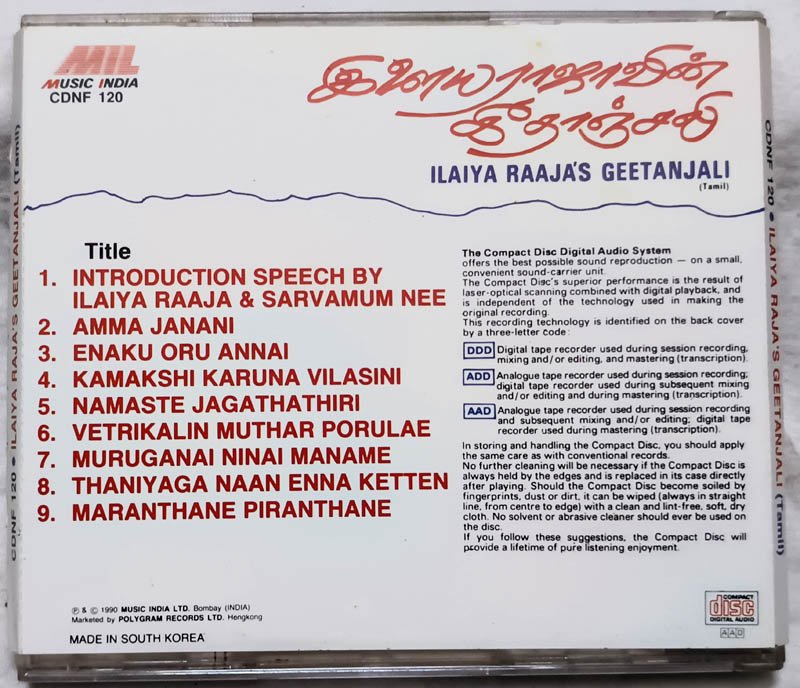 MIL
MUSIC INDIA
CDNF 120
இளையராஜாவின்
கீதாஞ்சலி
ILAIYA RAAJA'S GEETANJALI
(Tamil)
CDNF 120 • ILAIYA RAJA'S GEETANJALI (Tamil)
CDNF 120 • ILAIYA RAJA'S GEETANJALI (Tamil)
Title
1. INTRODUCTION SPEECH BY
ILAIYA RAAJA & SARVAMUM NEE
2. AMMA JANANI
3. ENAKU ORU ANNAI
4. KAMAKSHI KARUNA VILASINI
5. NAMASTE JAGATHATHIRI
6. VETRIKALIN MUTHAR PORULAE
7. MURUGANAI NINAI MANAME
8. THANIYAGA NAAN ENNA KETTEN
9. MARANTHANE PIRANTHANE
The Compact Disc Digital Audio System
offers the best possible sound reproduction — on a small,
convenient sound-carrier unit.
The Compact Disc's superior performance is the result of
laser-optical scanning combined with digital playback, and
is independent of the technology used in making the
original recording.
This recording technology is identified on the back cover
by a three-letter code:
DDD Digital tape recorder used during session recording,
mixing and/or editing, and mastering (transcription).
ADD Analogue tape recorder used during session recording;
digital tape recorder used during subsequent mixing
and/or editing and during mastering (transcription).
AAD Analogue tape recorder used during session recording
and subsequent mixing and/or editing; digital tape
recorder used during mastering (transcription).
In storing and handling the Compact Disc, you should apply
the same care as with conventional records.
No further cleaning will be necessary if the Compact Disc is
always held by the edges and is replaced in its case directly
after playing. Should the Compact Disc become soiled by
fingerprints, dust or dirt, it can be wiped (always in straight
line, from centre to edge) with a clean and lint-free, soft, dry
cloth. No solvent or abrasive cleaner should ever be used on
the disc.
If you follow these suggestions, the Compact Disc will
provide a lifetime of pure listening enjoyment.
℗ & © 1990 MUSIC INDIA LTD. Bombay (INDIA)
Marketed by POLYGRAM RECORDS LTD. Hengkong
MADE IN SOUTH KOREA
COMPACT
disc
DIGITAL AUDIO
AAD